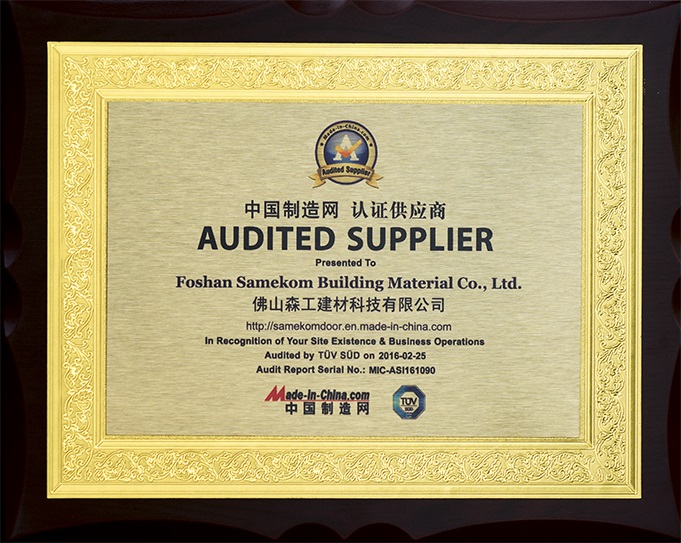 Made-in-China.com
Audited Supplier
中国制造网 认证供应商
AUDITED SUPPLIER
Presented To
Foshan Samekom Building Material Co., Ltd.
佛山森工建材科技有限公司
http://samekomdoor.en.made-in-china.com
In Recognition of Your Site Existence & Business Operations
Audited by TÜV SÜD on 2016-02-25
Audit Report Serial No.: MIC-ASI161090
Made-in-China.com
中国制造网
TÜV
SÜD